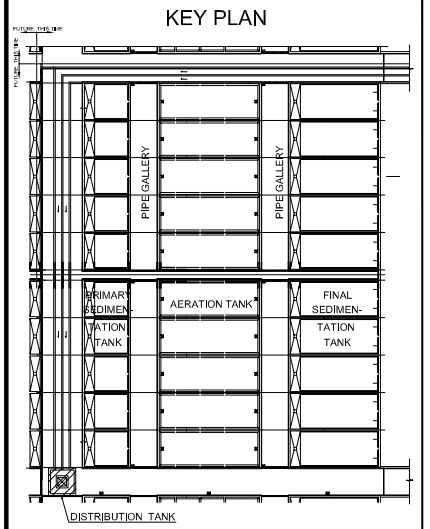 KEY PLAN
FUTURE THIS TIME
FUTURE THIS TIME
PIPE GALLERY
PIPE GALLERY
PRIMARY
SEDIMEN-
TATION
TANK
AERATION TANK
FINAL
SEDIMEN-
TATION
TANK
DISTRIBUTION TANK